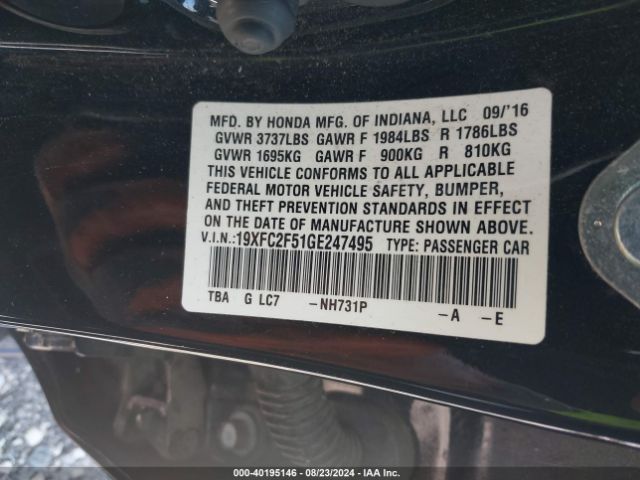 MFD. BY HONDA MFG. OF INDIANA, LLC 09/'16
GVWR 3737LBS GAWR F 1984LBS R 1786LBS
GVWR 1695KG GAWR F 900KG R 810KG
THIS VEHICLE CONFORMS TO ALL APPLICABLE
FEDERAL MOTOR VEHICLE SAFETY, BUMPER,
AND THEFT PREVENTION STANDARDS IN EFFECT
ON THE DATE OF MANUFACTURE SHOWN ABOVE.
V.I.N.:19XFC2F51GE247495 TYPE: PASSENGER CAR
TBA G LC7 -NH731P -A -E
000-40195146 - 08/23/2024 - IAA Inc.